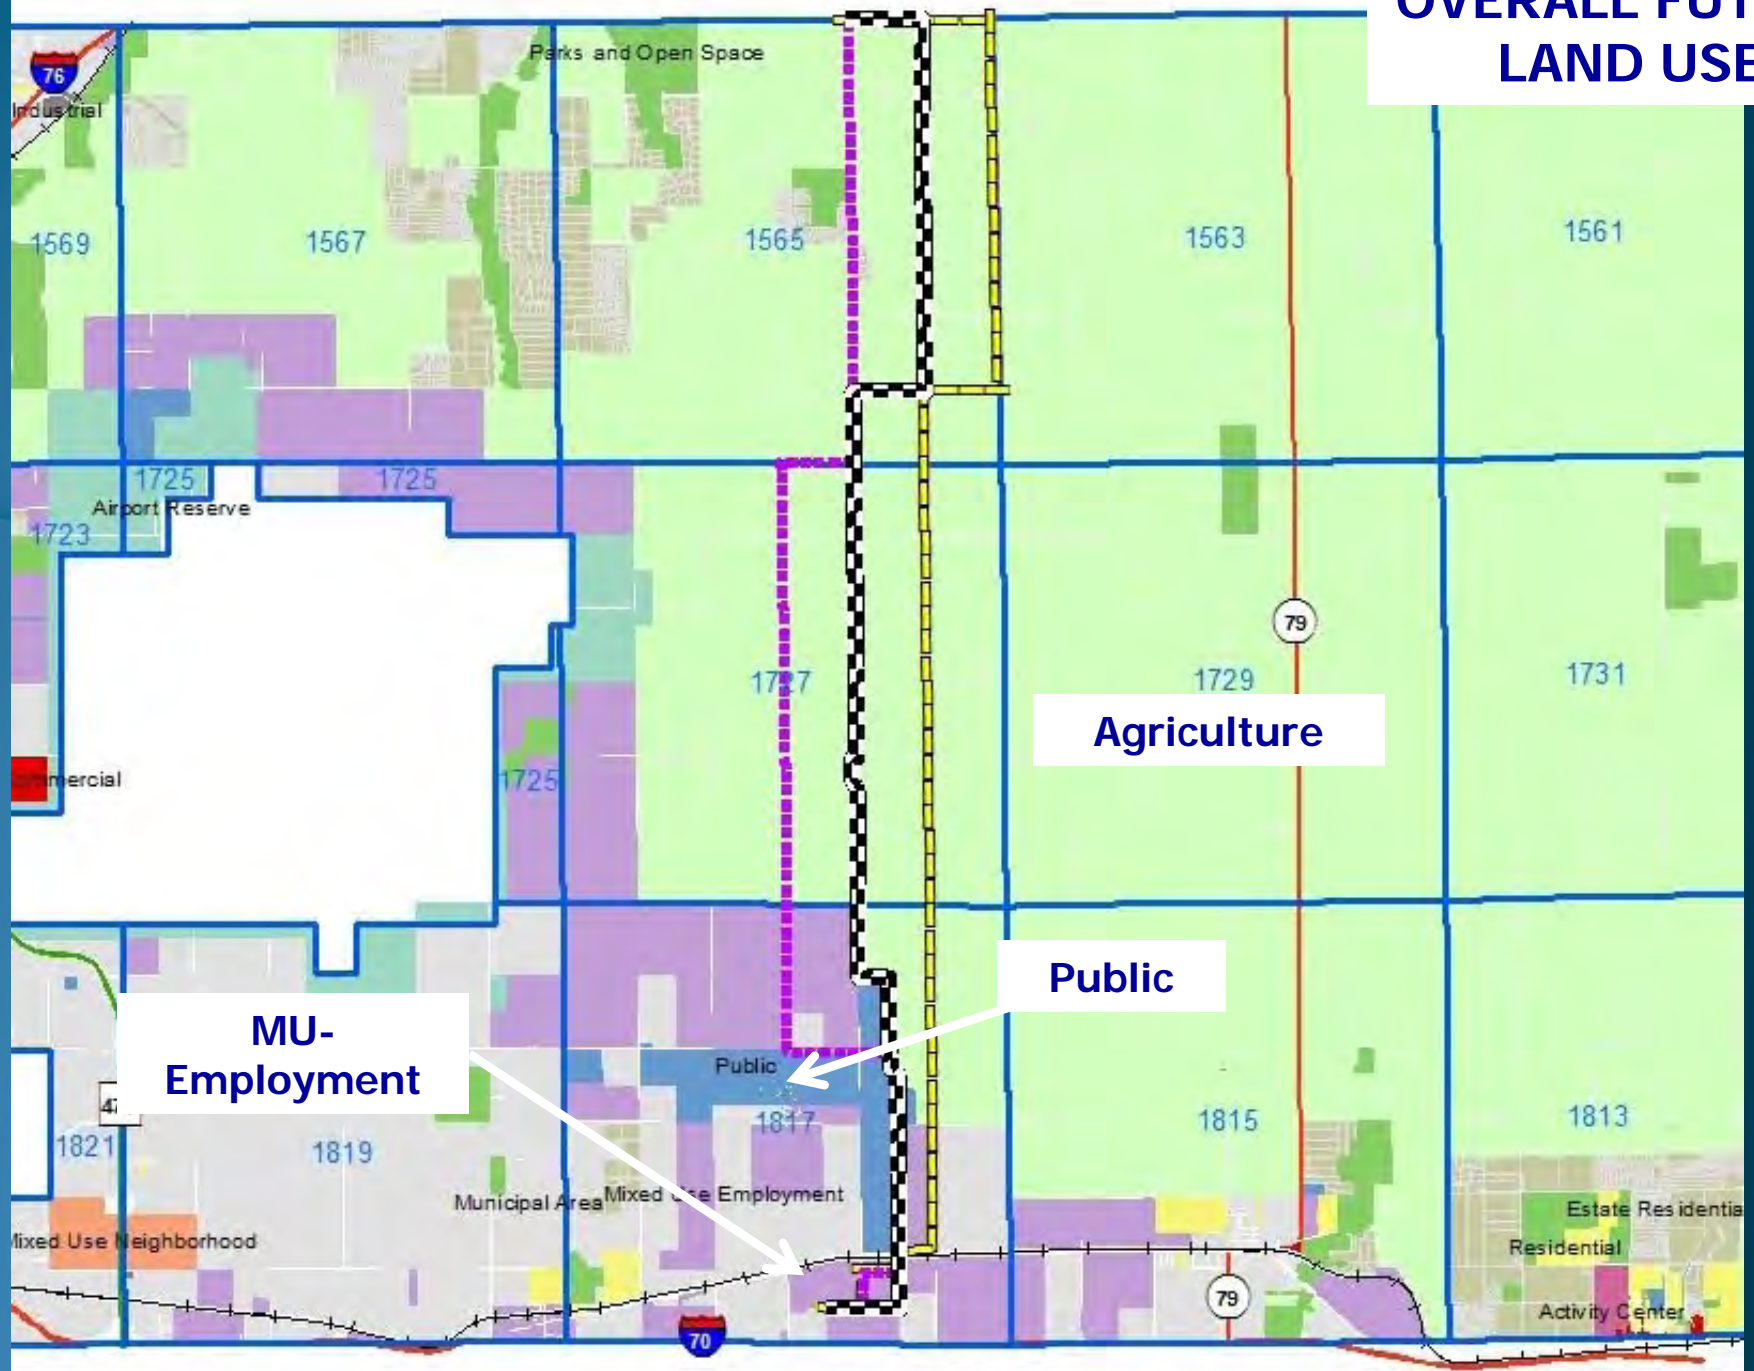 OVERALL
LAND USE
Parks and Open Space
76
Industrial
1569
1567
1565
1563
1561
1725
1725
Airport Reserve
1723
79
1727
1729
1731
Agriculture
1725
Public
MU-
Employment
Public
1817
1815
1813
1821
1819
Municipal Area
Mixed Use Employment
Estate Residentia
Mixed Use Neighborhood
Residential
79
Activity Center
70